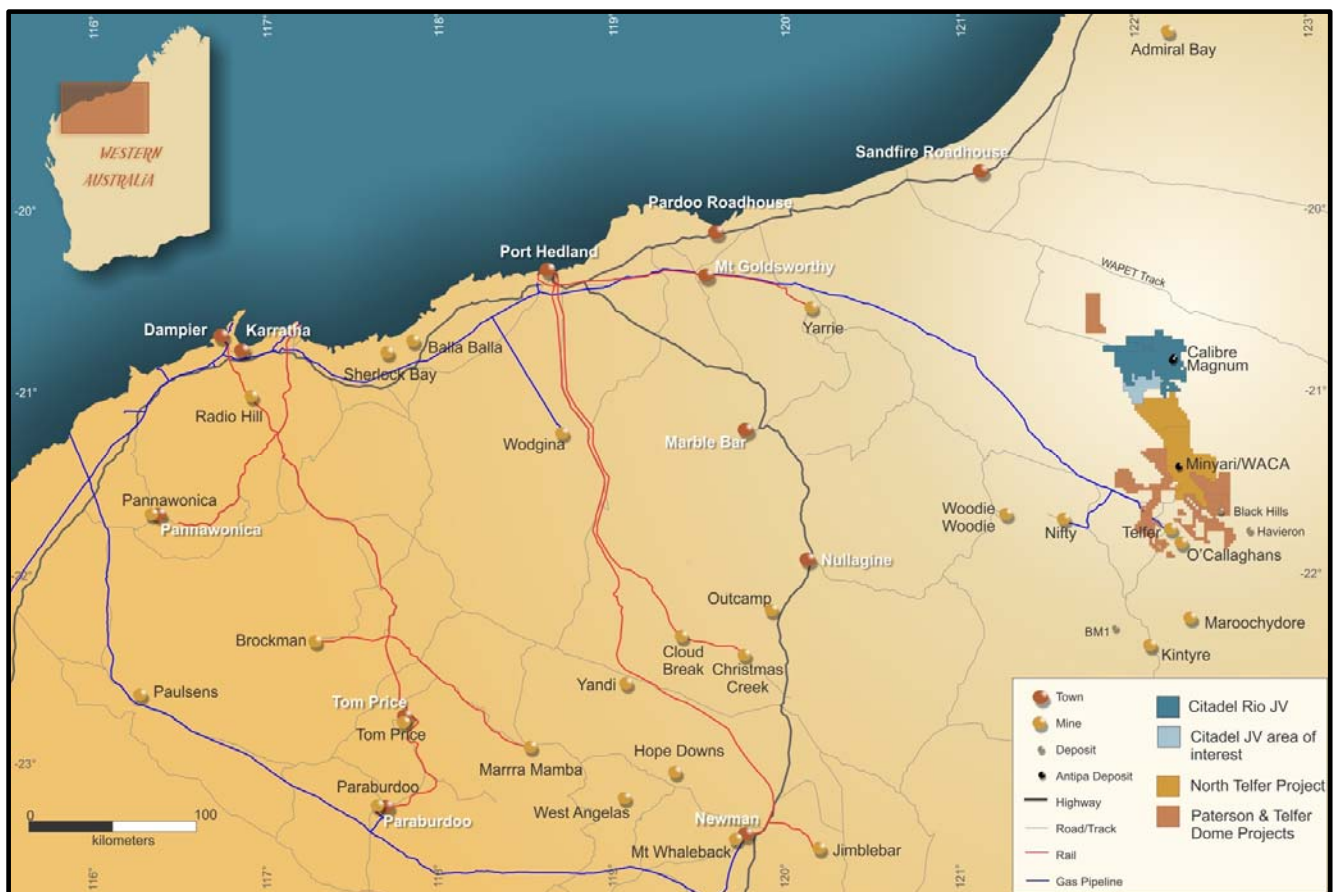 116°
117°
118°
119°
120°
121°
122°
123°
Admiral Bay
WESTERN
AUSTRALIA
Sandfire Roadhouse
-20°
-20°
Pardoo Roadhouse
Port Hedland
Mt Goldsworthy
WAPET Track
Yarrie
Dampier
Karratha
Balla Balla
Sherlock Bay
Calibre
Magnum
-21°
-21°
Radio Hill
Wodgina
Marble Bar
Minyari/WACA
Pannawonica
Pannawonica
Woodie
Woodie
Nifty
Telfer
Black Hills
Havieron
O'Callaghans
Nullagine
-22°
-22°
Outcamp
Maroochydore
BM1
Kintyre
Brockman
Cloud
Break
Christmas
Creek
Yandi
Paulsens
Tom Price
Tom Price
Marrra Mamba
Hope Downs
-23°
West Angelas
Paraburdoo
Paraburdoo
Newman
Mt Whaleback
Jimblebar
0
100
kilometers
Town
Mine
Deposit
Antipa Deposit
Highway
Road/Track
Rail
Gas Pipeline
Citadel Rio JV
Citadel JV area of
interest
North Telfer Project
Paterson & Telfer
Dome Projects
116°
117°
118°
119°
120°
121°